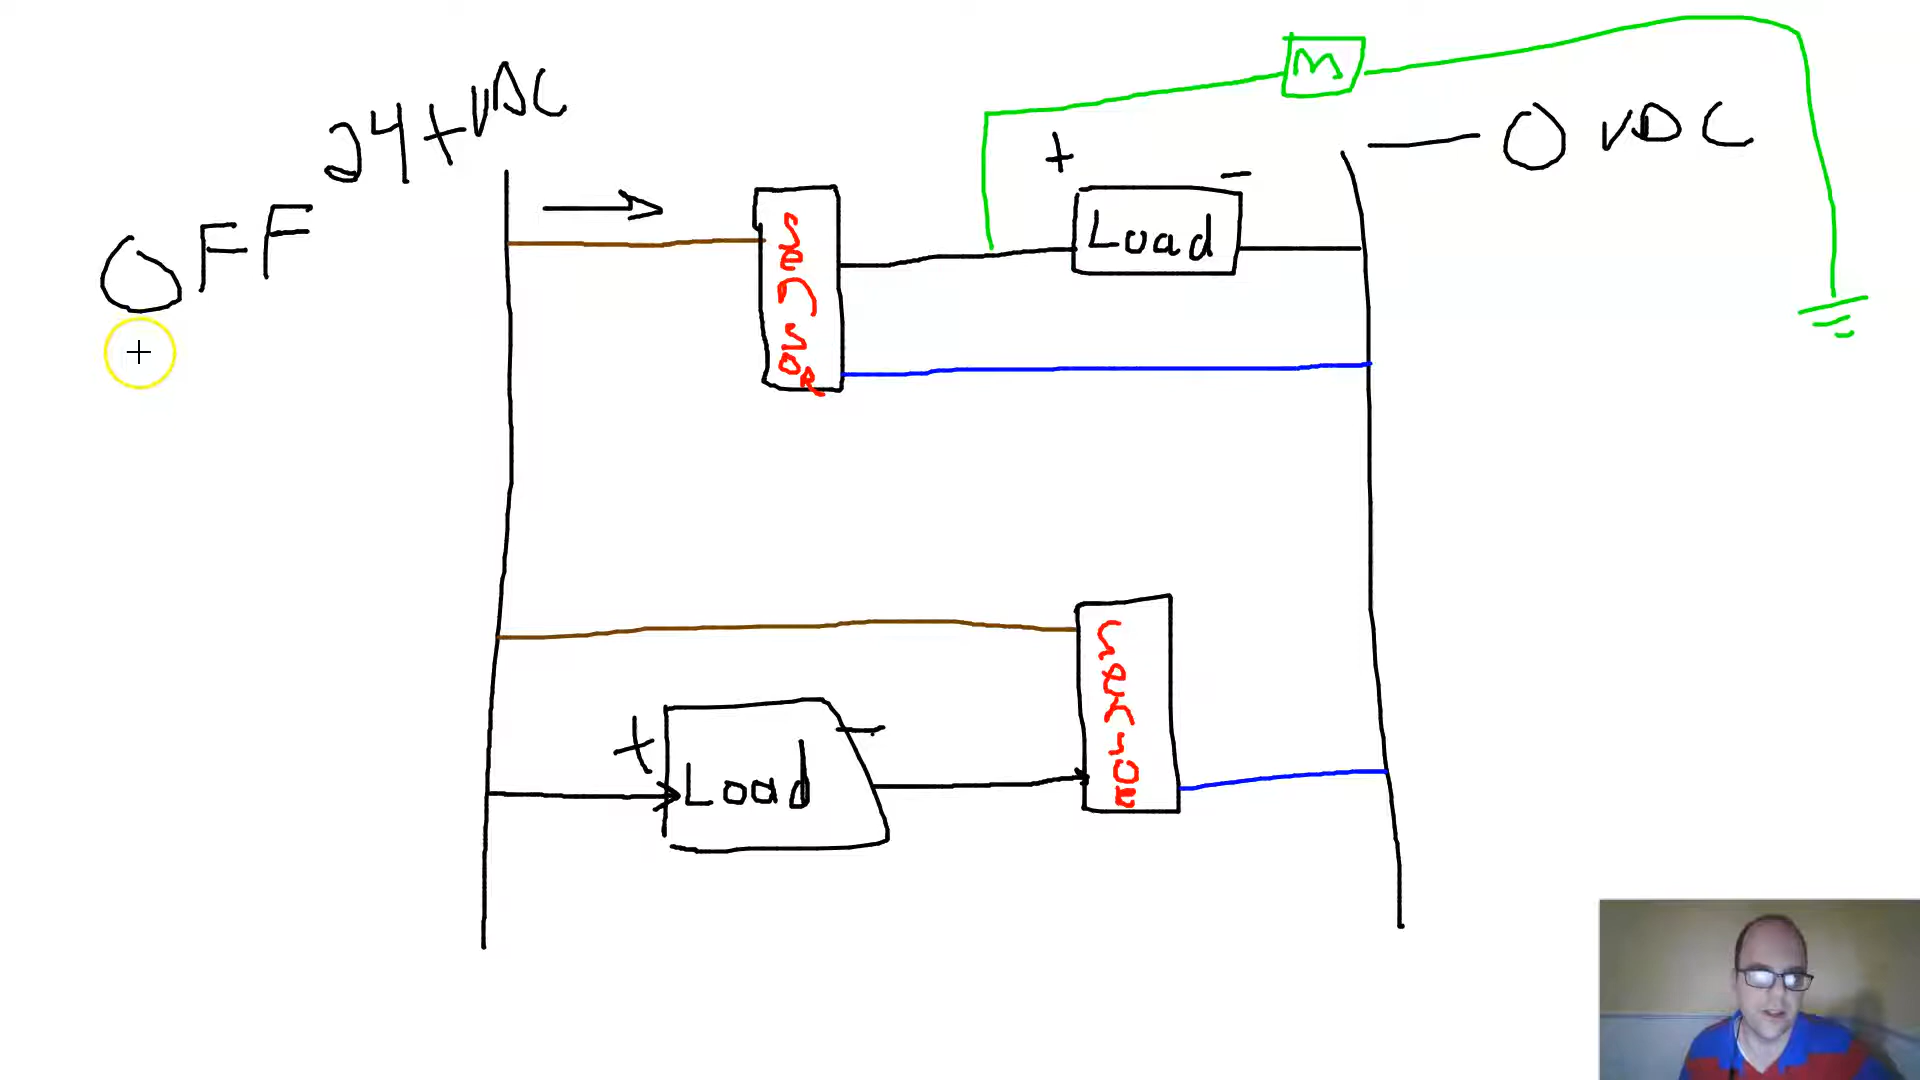 24+VDC
OFF
M
+
-
0 VDC
Load
SENSOR
+
-
Load
SENSOR